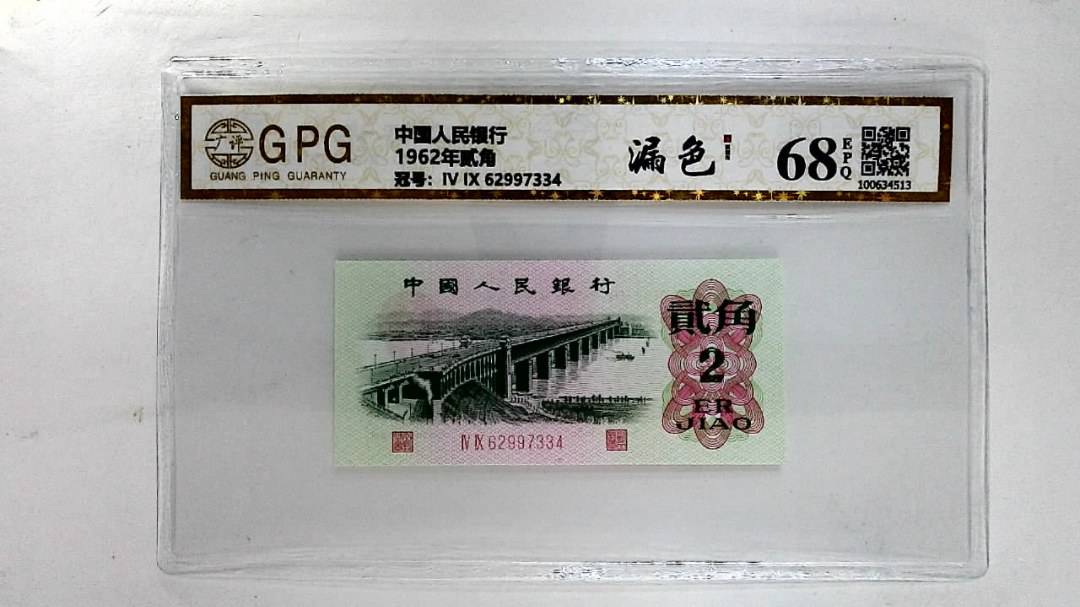 广评
GPG
GUANG PING GUARANTY
中国人民银行
1962年贰角
冠号：IV IX 62997334
漏色
68
EPQ
100634513
中國人民銀行
貳角
2
ER
JIAO
IV IX 62997334